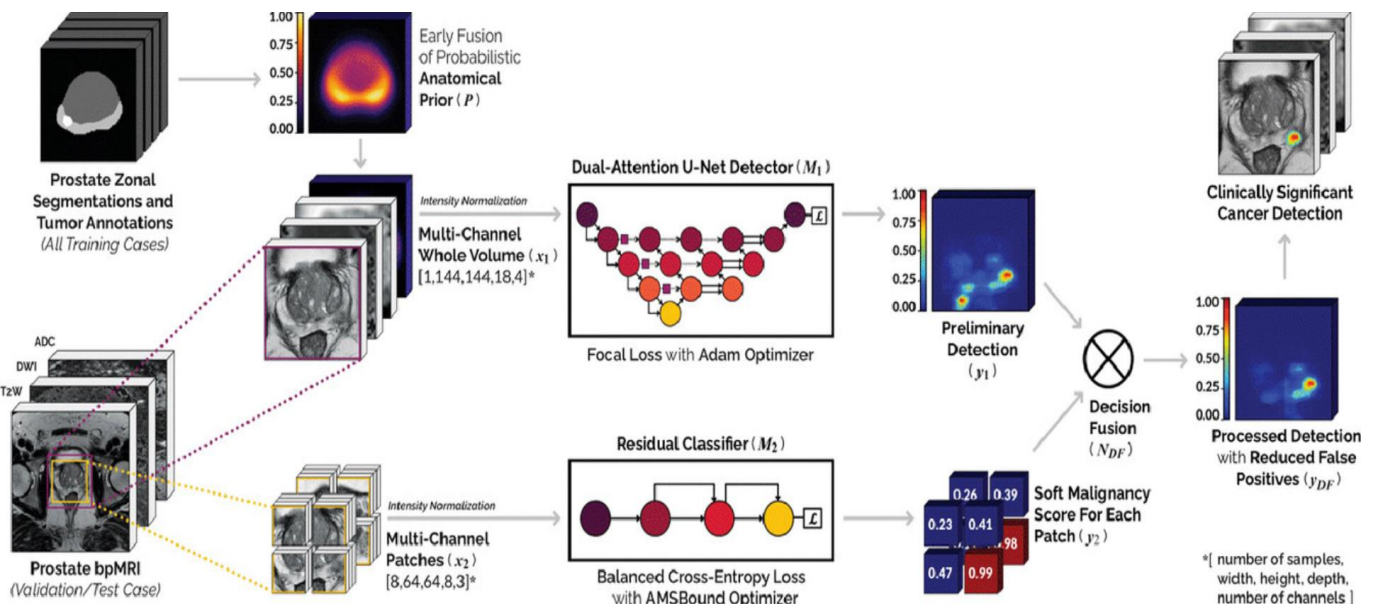 1.00
0.75
0.50
0.25
0.00
Early Fusion
of Probabilistic
Anatomical
Prior (P)
Prostate Zonal
Segmentations and
Tumor Annotations
(All Training Cases)
Intensity Normalization
Multi-Channel
Whole Volume (x1)
[1,144,144,18,4]*
Dual-Attention U-Net Detector (M1)
L
Focal Loss with Adam Optimizer
1.00
0.75
0.50
0.25
0.00
Preliminary
Detection
(y1)
Clinically Significant
Cancer Detection
ADC
DWI
T2W
Prostate bpMRI
(Validation/Test Case)
Intensity Normalization
Multi-Channel
Patches (x2)
[8,64,64,8,3]*
Residual Classifier (M2)
L
Balanced Cross-Entropy Loss
with AMSBound Optimizer
0.26 0.39
0.23 0.41
.98
0.47 0.99
Soft Malignancy
Score For Each
Patch (y2)
Decision
Fusion
(NDF)
1.00
0.75
0.50
0.25
0.00
Processed Detection
with Reduced False
Positives (yDF)
*[ number of samples,
width, height, depth,
number of channels ]